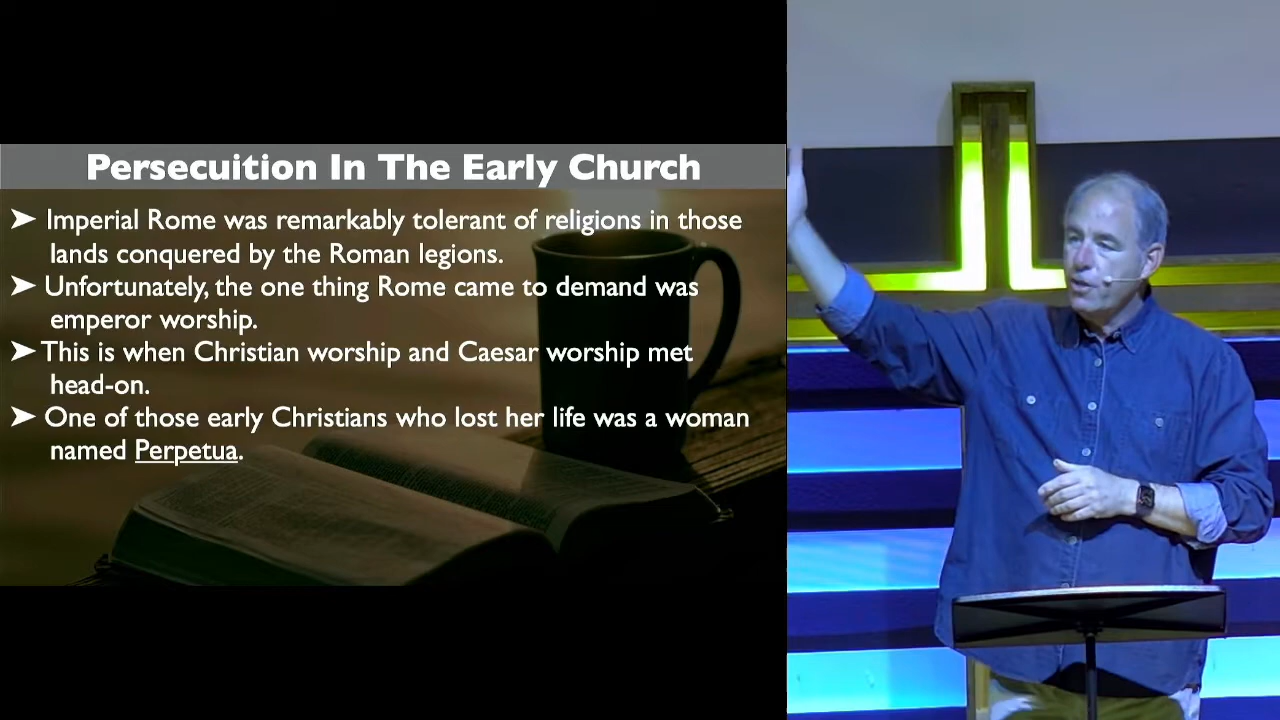 Persecuition In The Early Church
➤ Imperial Rome was remarkably tolerant of religions in those
lands conquered by the Roman legions.
➤ Unfortunately, the one thing Rome came to demand was
emperor worship.
➤ This is when Christian worship and Caesar worship met
head-on.
➤ One of those early Christians who lost her life was a woman
named Perpetua.